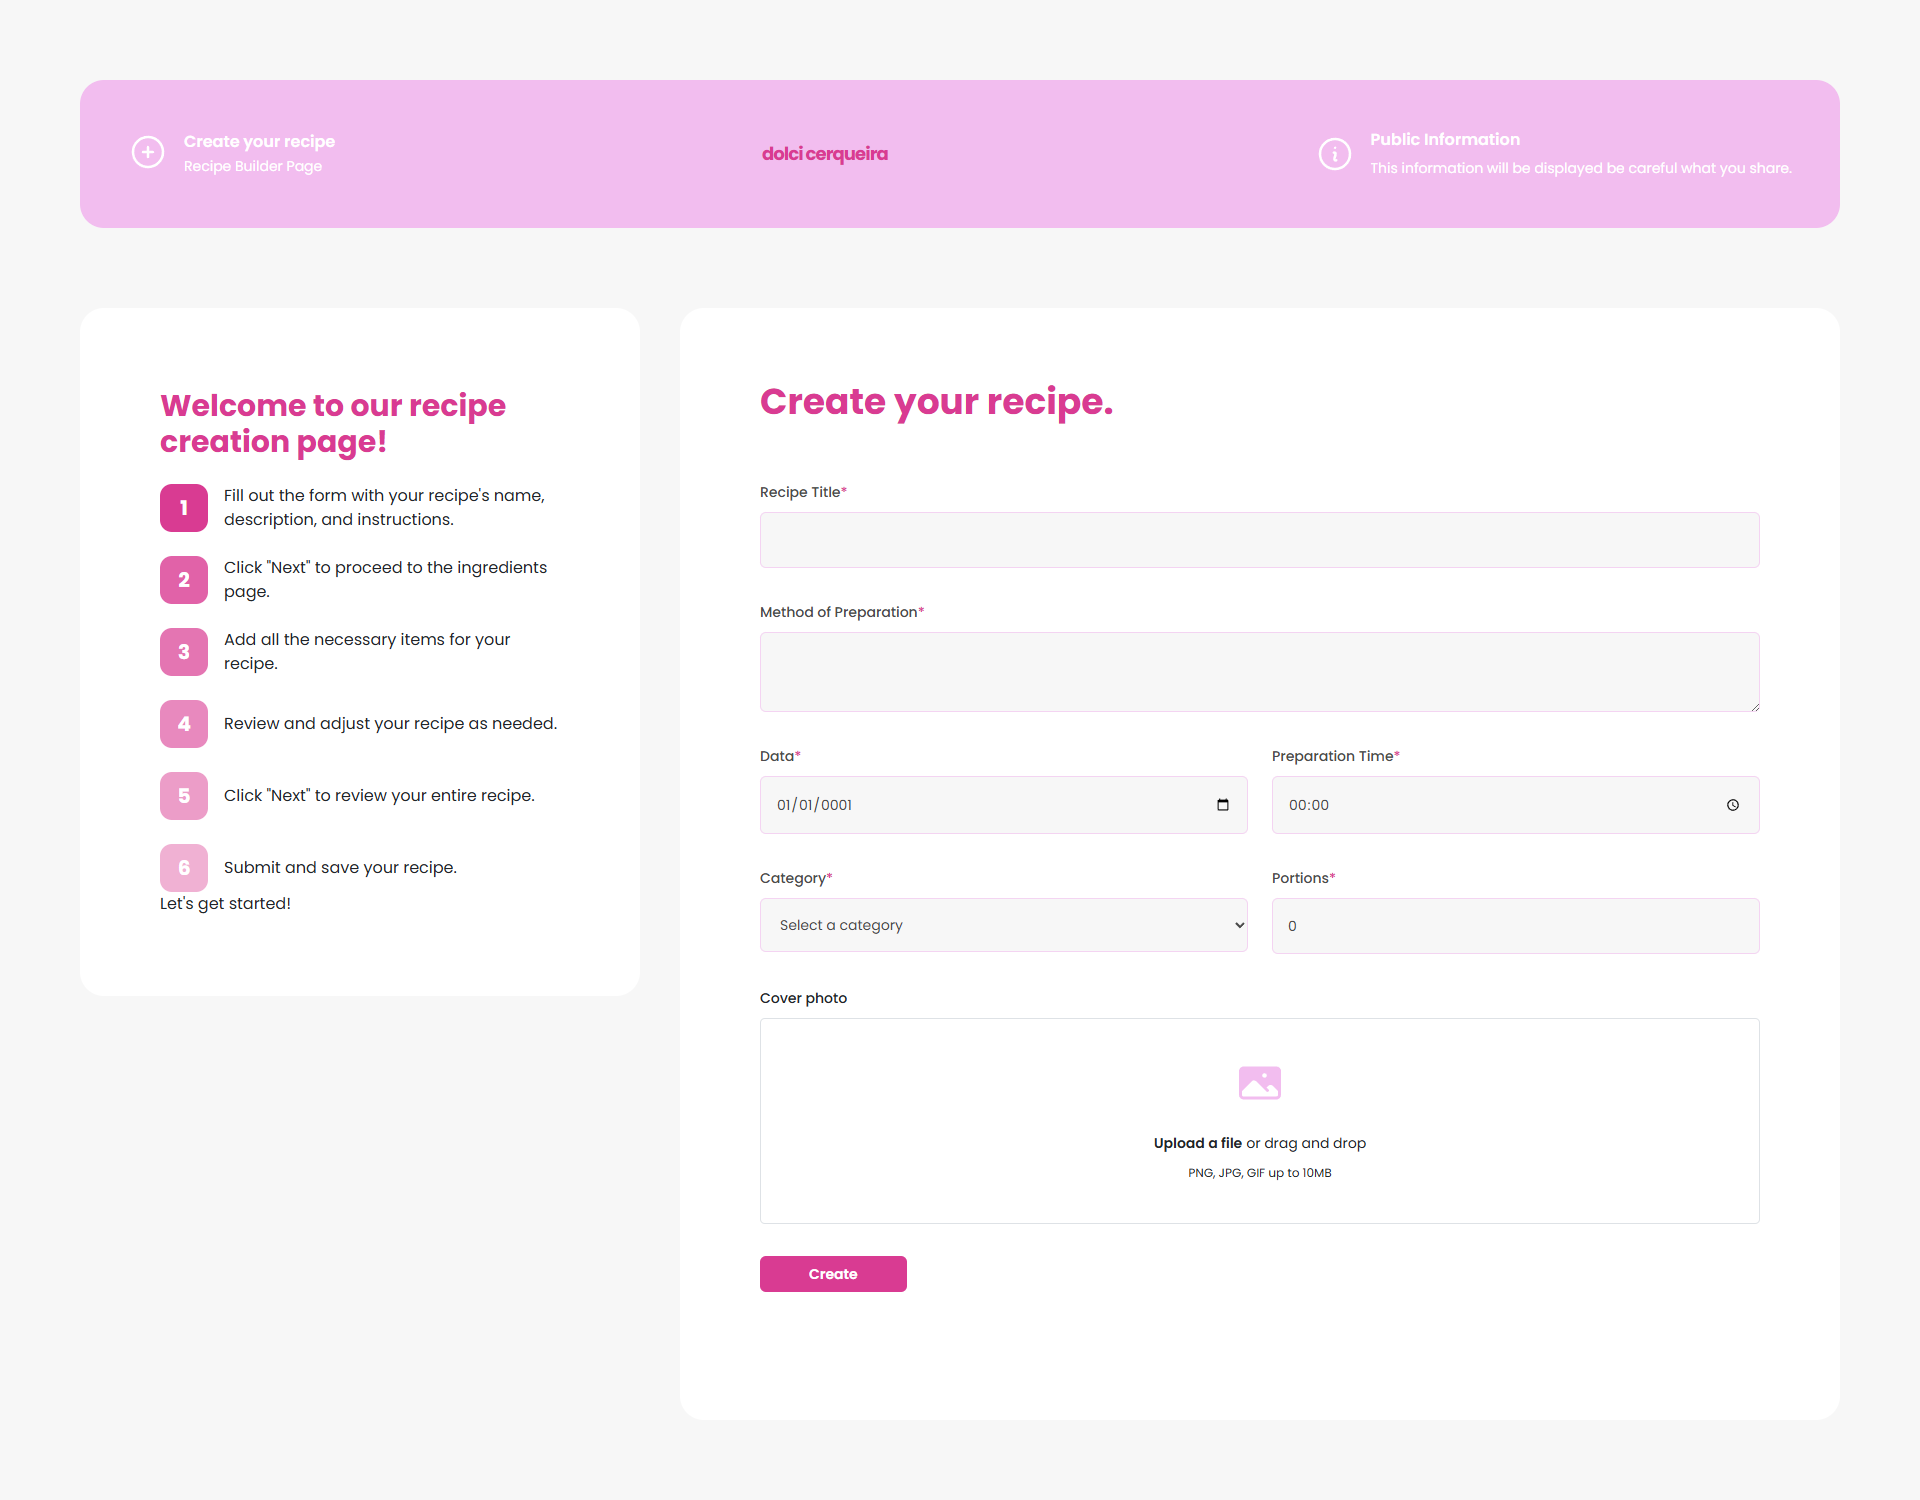 Create your recipe
Recipe Builder Page
dolci cerqueira
Public Information
This information will be displayed be careful what you share.
Welcome to our recipe
creation page!
1
Fill out the form with your recipe's name,
description, and instructions.
2
Click "Next" to proceed to the ingredients
page.
3
Add all the necessary items for your
recipe.
4
Review and adjust your recipe as needed.
5
Click "Next" to review your entire recipe.
6
Submit and save your recipe.
Let's get started!
Create your recipe.
Recipe Title*
Method of Preparation*
Data*
Preparation Time*
01/01/0001
00:00
Category*
Portions*
Select a category
0
Cover photo
Upload a file or drag and drop
PNG, JPG, GIF up to 10MB
Create